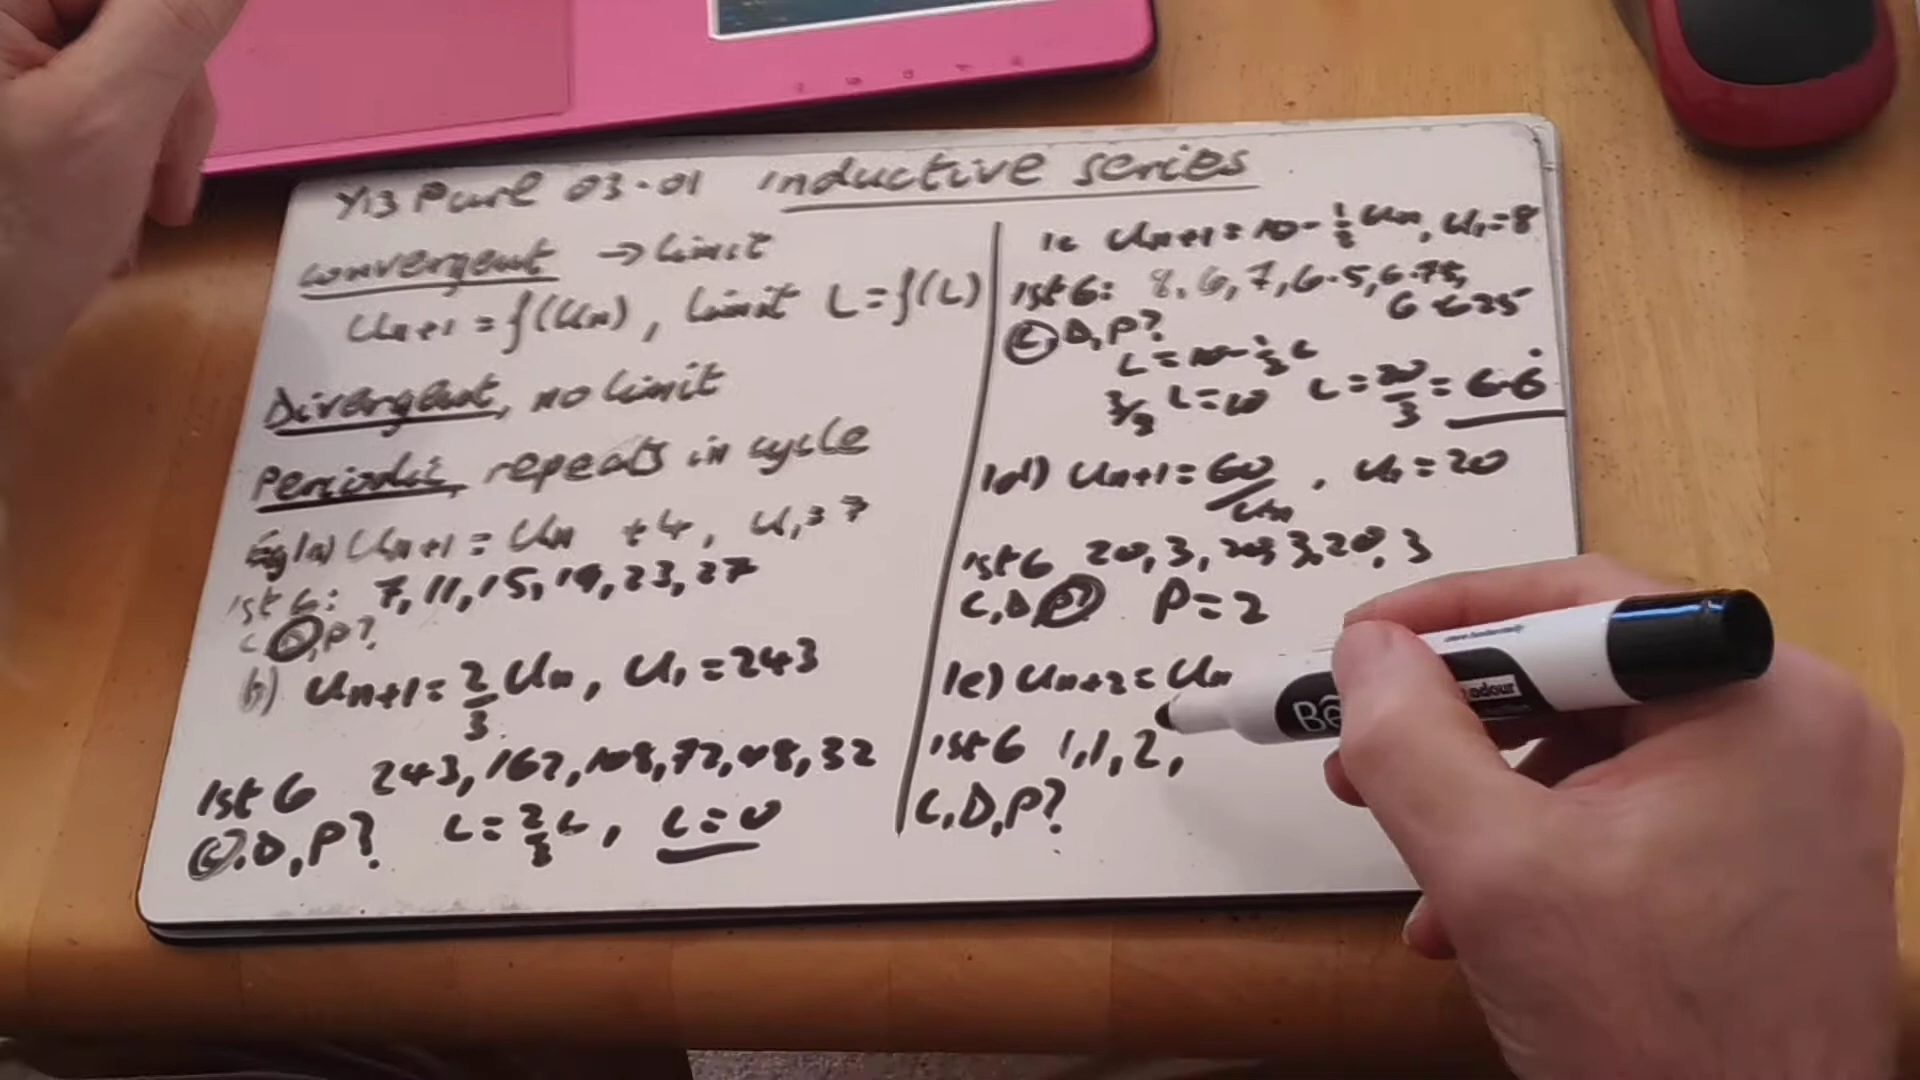 Y13 Pure 03-01 inductive series
convergent → limit
Un+1 = f(Un), limit L = f(L)
Divergent, no limit
Periodic, repeats in cycle
Eg 1a) Un+1 = Un + 4, U1 = 7
1st 6: 7, 11, 15, 19, 23, 27
C, D, P?
b) Un+1 = 2/3 Un, U1 = 243
1st 6 243, 162, 108, 72, 48, 32
C, D, P? L = 2/3 L, L = 0
1c Un+1 = 10 - 1/2 Un, U1 = 8
1st 6: 8, 6, 7, 6.5, 6.75,
6.625
C, D, P?
L = 10 - 1/2 L
3/2 L = 10 L = 20/3 = 6.6̇
1d) Un+1 = 60/Un, U1 = 20
1st 6 20, 3, 20, 3, 20, 3
C, D, P? P = 2
1e) Un+2 = Un
1st 6 1, 1, 2,
C, D, P?